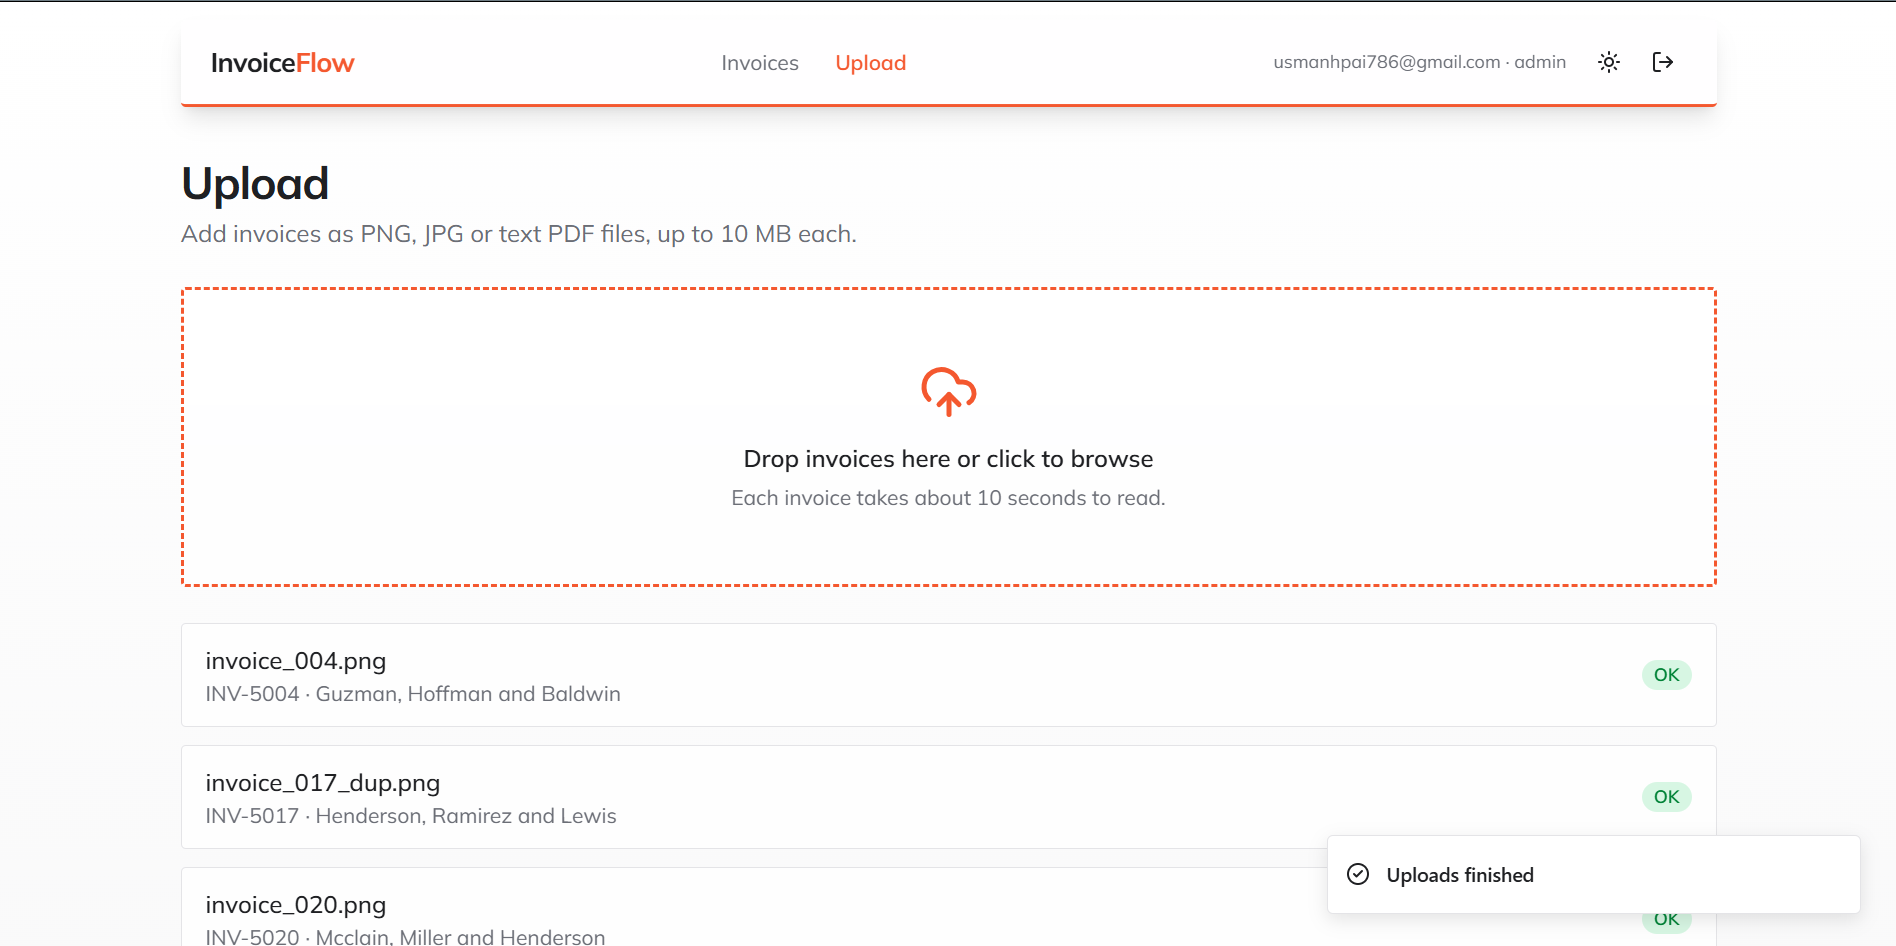 InvoiceFlow
Invoices
Upload
usmanhpai786@gmail.com · admin
Upload
Add invoices as PNG, JPG or text PDF files, up to 10 MB each.
Drop invoices here or click to browse
Each invoice takes about 10 seconds to read.
invoice_004.png
INV-5004 · Guzman, Hoffman and Baldwin
OK
invoice_017_dup.png
INV-5017 · Henderson, Ramirez and Lewis
OK
invoice_020.png
INV-5020 · Mcclain, Miller and Henderson
OK
Uploads finished